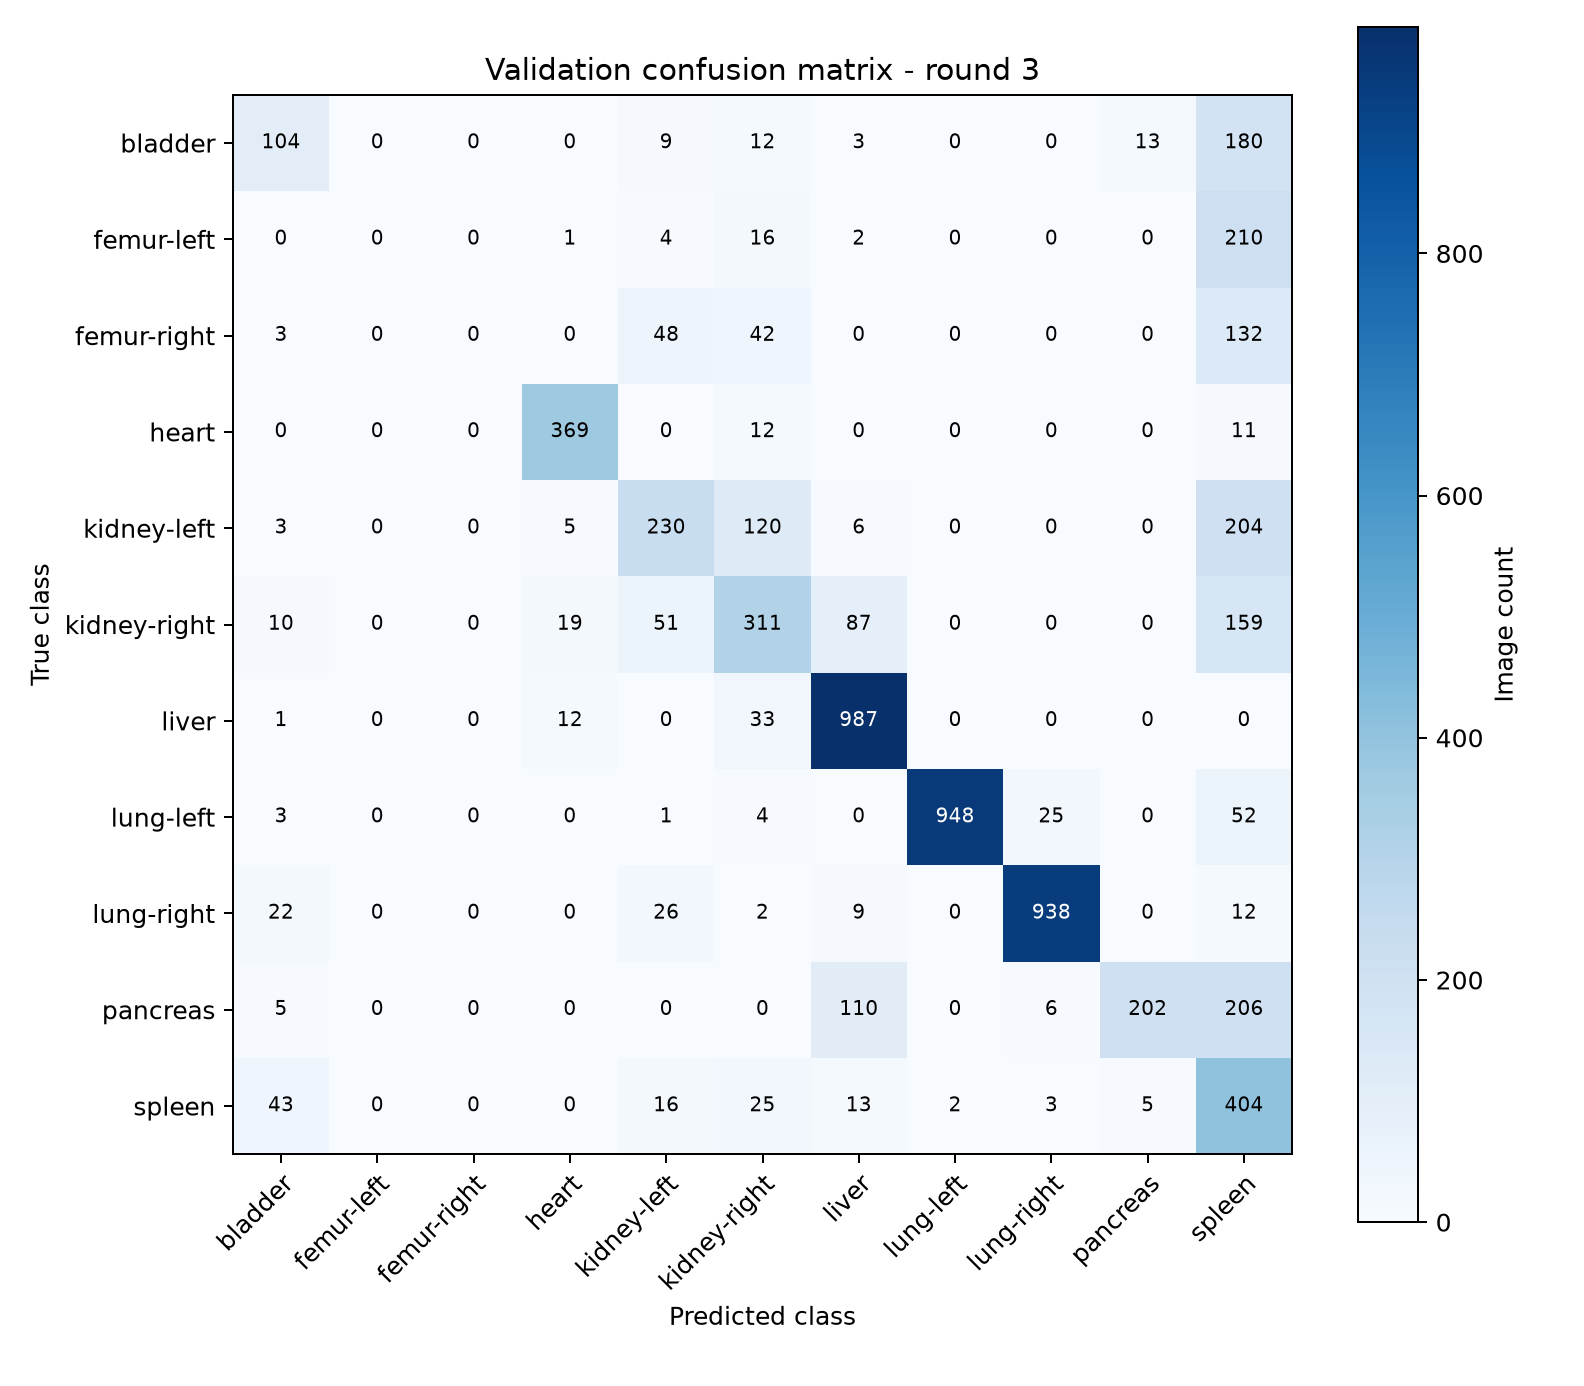 Validation confusion matrix - round 3
True class
bladder 104 0 0 0 9 12 3 0 0 13 180
femur-left 0 0 0 1 4 16 2 0 0 0 210
femur-right 3 0 0 0 48 42 0 0 0 0 132
heart 0 0 0 369 0 12 0 0 0 0 11
kidney-left 3 0 0 5 230 120 6 0 0 0 204
kidney-right 10 0 0 19 51 311 87 0 0 0 159
liver 1 0 0 12 0 33 987 0 0 0 0
lung-left 3 0 0 0 1 4 0 948 25 0 52
lung-right 22 0 0 0 26 2 9 0 938 0 12
pancreas 5 0 0 0 0 0 110 0 6 202 206
spleen 43 0 0 0 16 25 13 2 3 5 404
bladder femur-left femur-right heart kidney-left kidney-right liver lung-left lung-right pancreas spleen
Predicted class
800
600
400
200
0
Image count